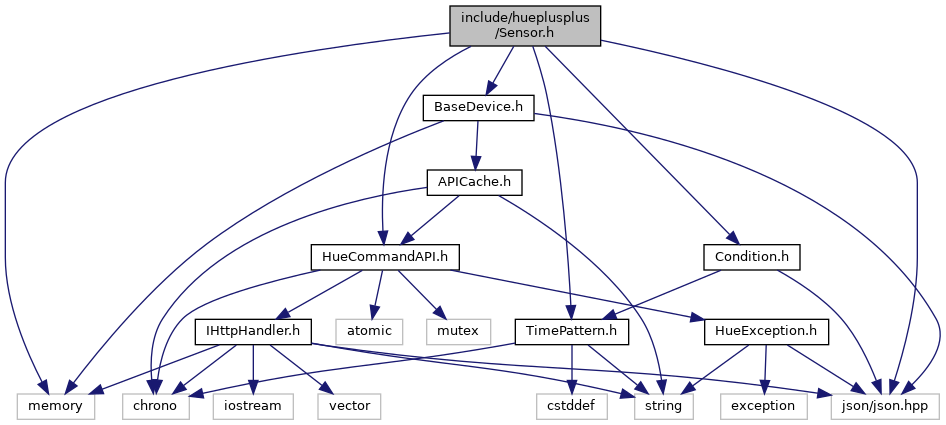 include/hueplusplus
/Sensor.h
BaseDevice.h
APICache.h
HueCommandAPI.h
Condition.h
IHttpHandler.h
atomic
mutex
TimePattern.h
HueException.h
memory
chrono
iostream
vector
cstddef
string
exception
json/json.hpp